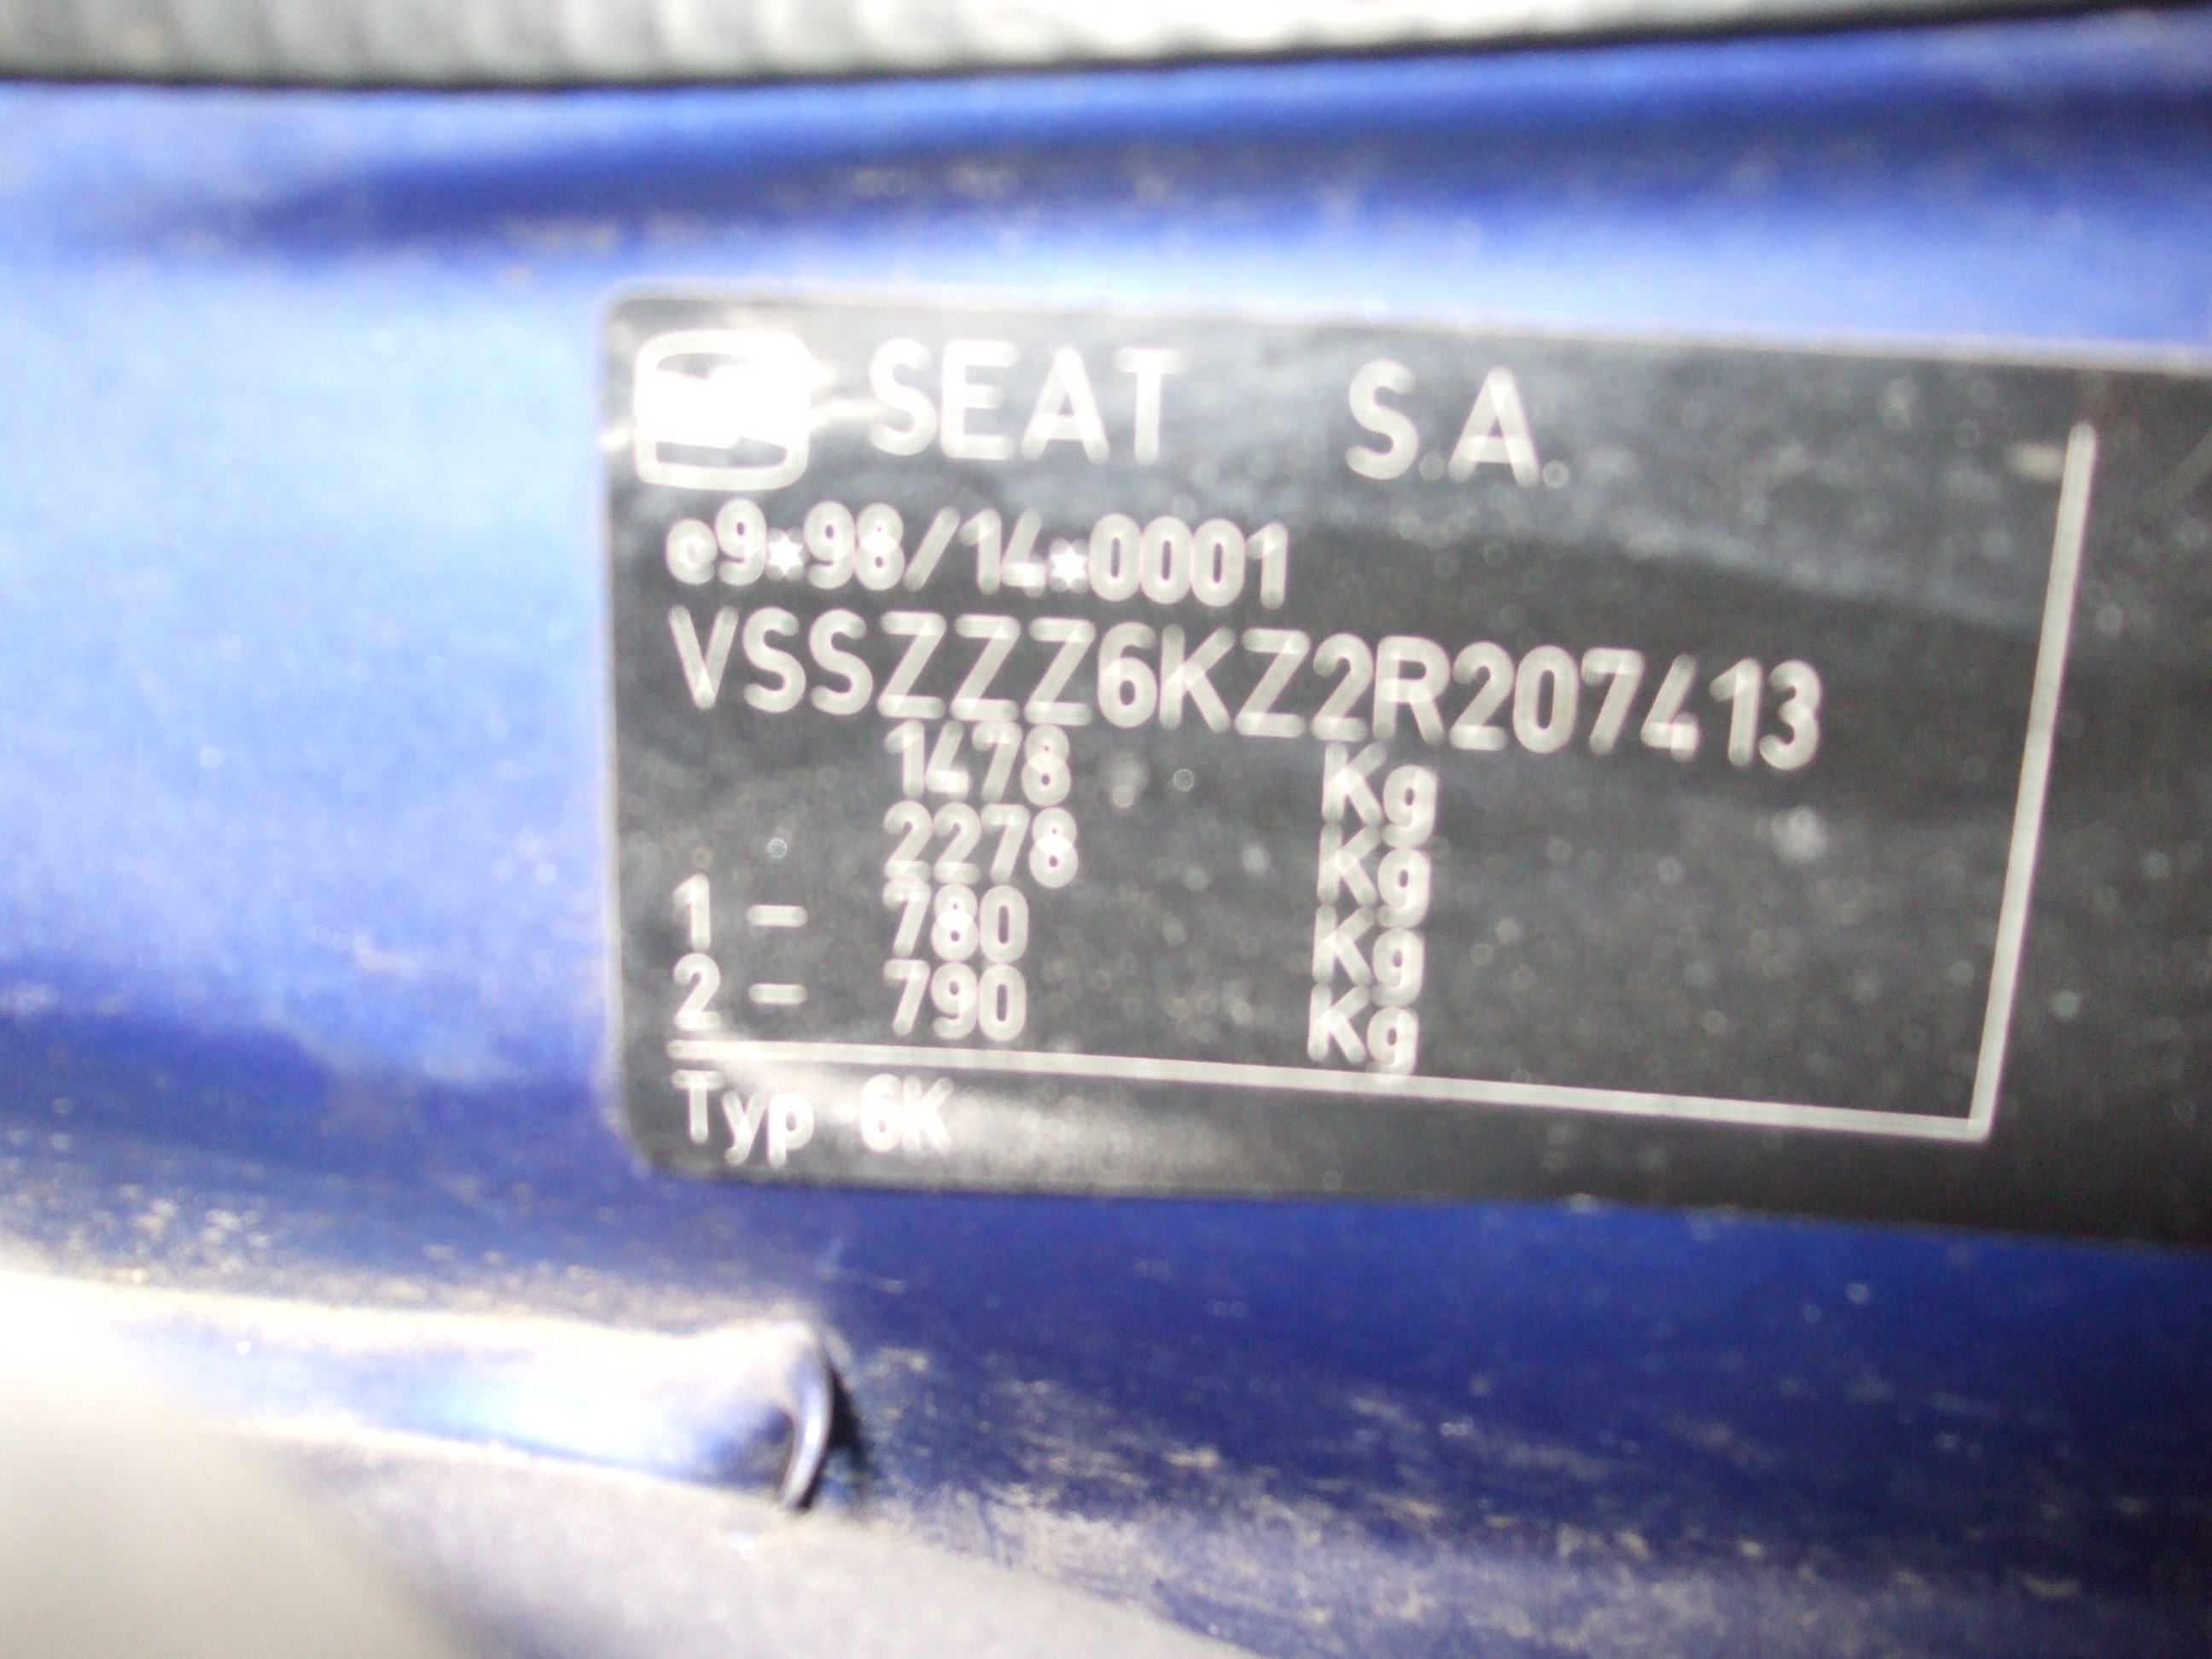 SEAT S.A.
e9*98/14*0001
VSSZZZ6KZ2R207413
1478 Kg
2278 Kg
1 - 780 Kg
2 - 790 Kg
Typ 6K